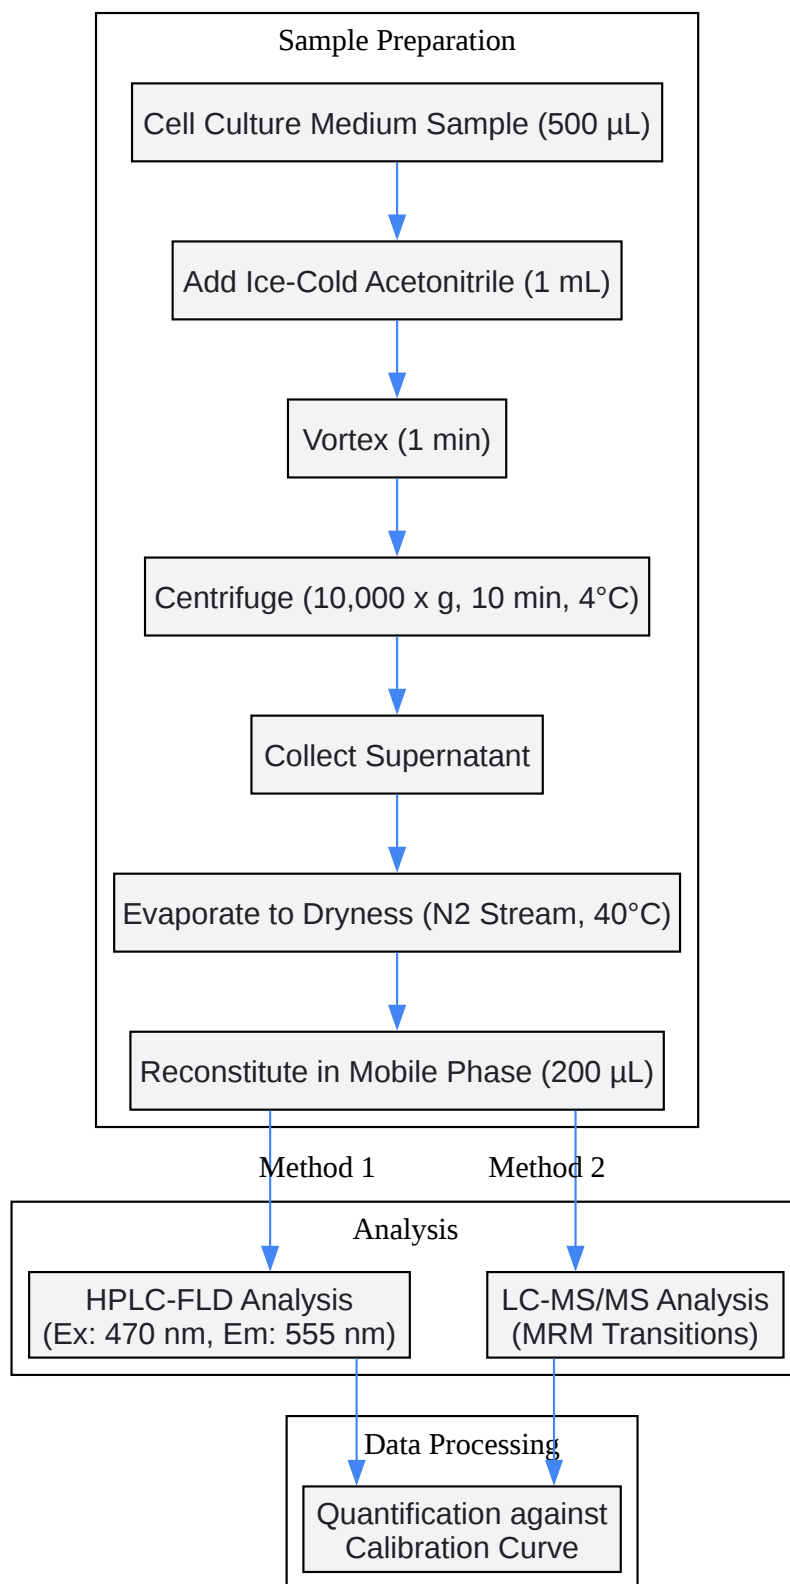 Sample Preparation
Cell Culture Medium Sample (500 µL)
Add Ice-Cold Acetonitrile (1 mL)
Vortex (1 min)
Centrifuge (10,000 x g, 10 min, 4°C)
Collect Supernatant
Evaporate to Dryness (N2 Stream, 40°C)
Reconstitute in Mobile Phase (200 µL)
Method 1
Method 2
Analysis
HPLC-FLD Analysis
(Ex: 470 nm, Em: 555 nm)
LC-MS/MS Analysis
(MRM Transitions)
Data Processing
Quantification against
Calibration Curve